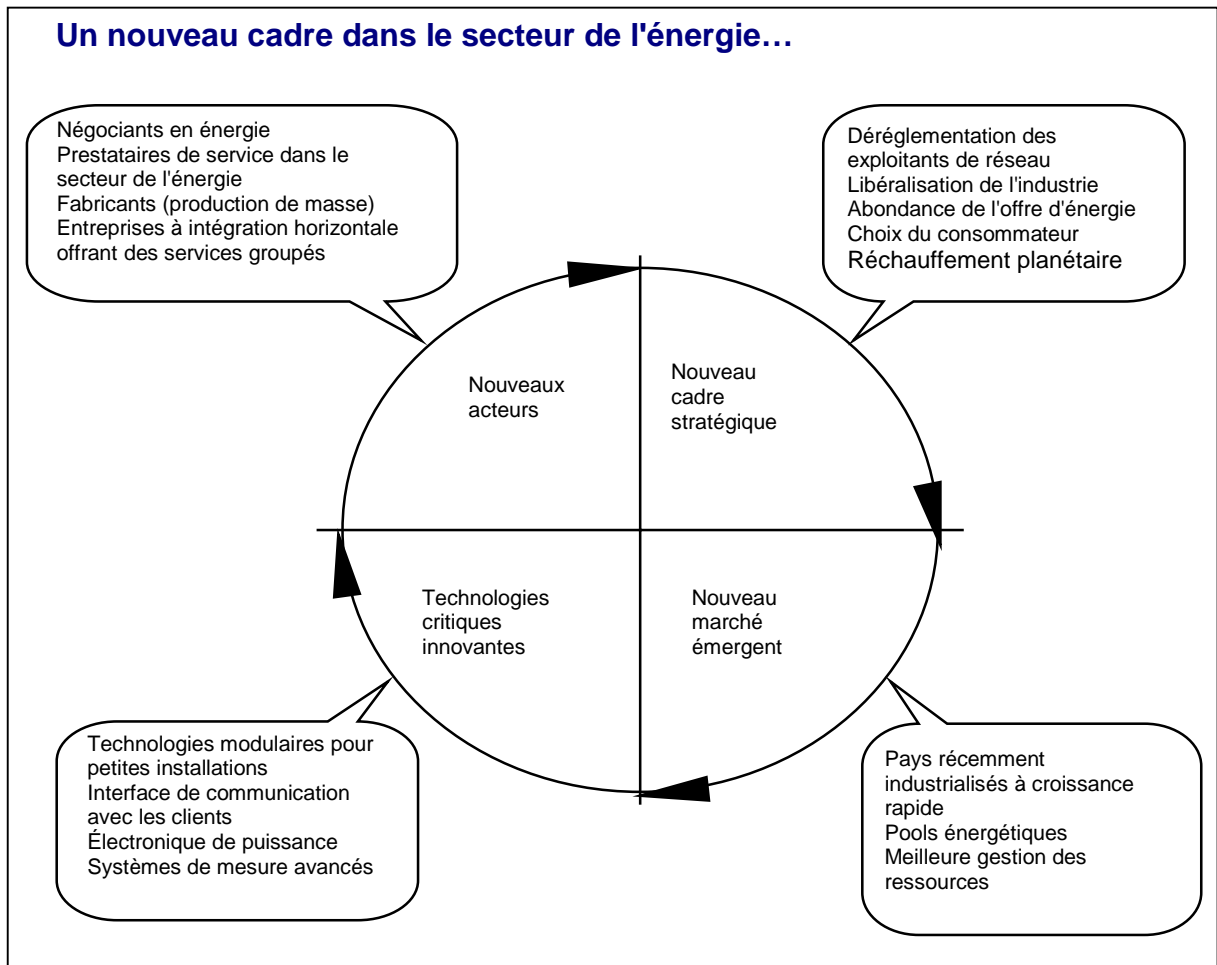 Un nouveau cadre dans le secteur de l'énergie…
Négociants en énergie
Prestataires de service dans le
secteur de l'énergie
Fabricants (production de masse)
Entreprises à intégration horizontale
offrant des services groupés
Déréglementation des
exploitants de réseau
Libéralisation de l'industrie
Abondance de l'offre d'énergie
Choix du consommateur
Réchauffement planétaire
Nouveaux
acteurs
Nouveau
cadre
stratégique
Technologies
critiques
innovantes
Nouveau
marché
émergent
Technologies modulaires pour
petites installations
Interface de communication
avec les clients
Électronique de puissance
Systèmes de mesure avancés
Pays récemment
industrialisés à croissance
rapide
Pools énergétiques
Meilleure gestion des
ressources